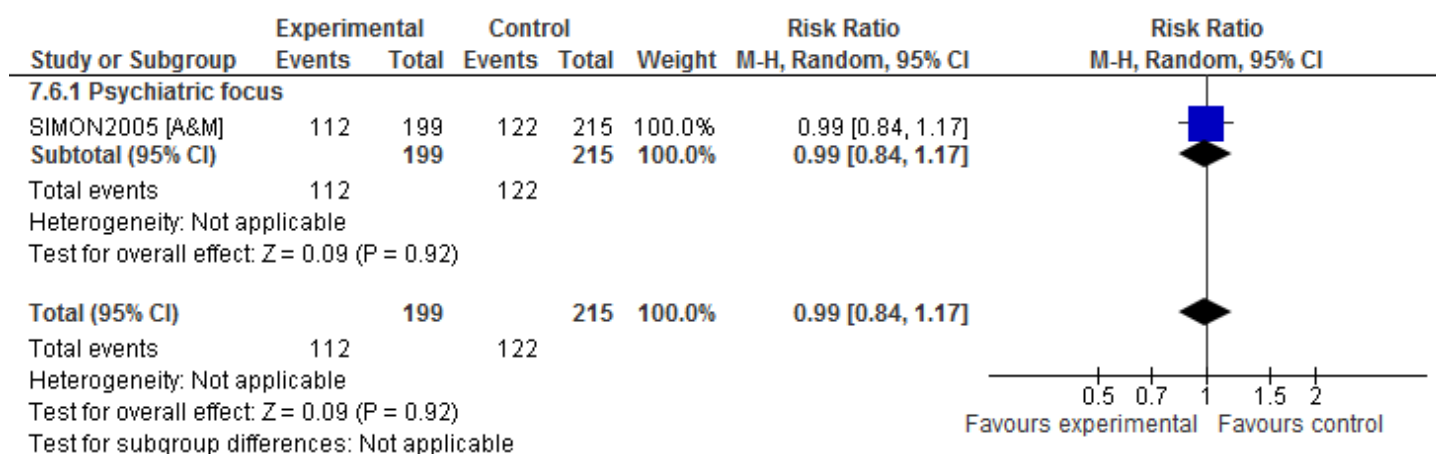 Experimental Control Risk Ratio Risk Ratio
Study or Subgroup Events Total Events Total Weight M-H, Random, 95% CI M-H, Random, 95% CI
7.6.1 Psychiatric focus
SIMON2005 [A&M] 112 199 122 215 100.0% 0.99 [0.84, 1.17]
Subtotal (95% CI) 199 215 100.0% 0.99 [0.84, 1.17]
Total events 112 122
Heterogeneity: Not applicable
Test for overall effect: Z = 0.09 (P = 0.92)
Total (95% CI) 199 215 100.0% 0.99 [0.84, 1.17]
Total events 112 122
Heterogeneity: Not applicable
Test for overall effect: Z = 0.09 (P = 0.92)
Test for subgroup differences: Not applicable
0.5 0.7 1 1.5 2
Favours experimental Favours control